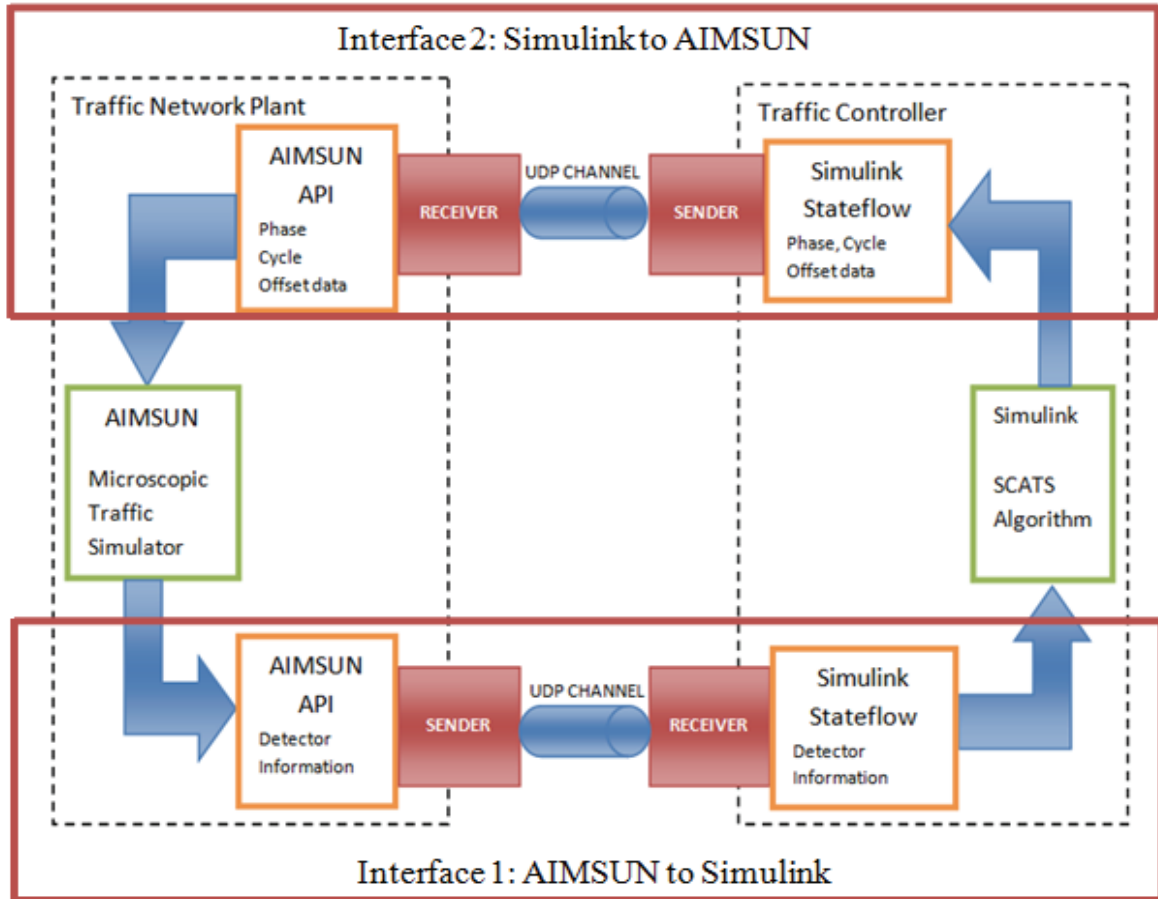 Interface 2: Simulink to AIMSUN
Traffic Network Plant
AIMSUN
API
Phase
Cycle
Offset data
RECEIVER
UDP CHANNEL
SENDER
Traffic Controller
Simulink
Stateflow
Phase, Cycle
Offset data
AIMSUN
Microscopic
Traffic
Simulator
Simulink
SCATS
Algorithm
AIMSUN
API
Detector
Information
SENDER
UDP CHANNEL
RECEIVER
Simulink
Stateflow
Detector
Information
Interface 1: AIMSUN to Simulink